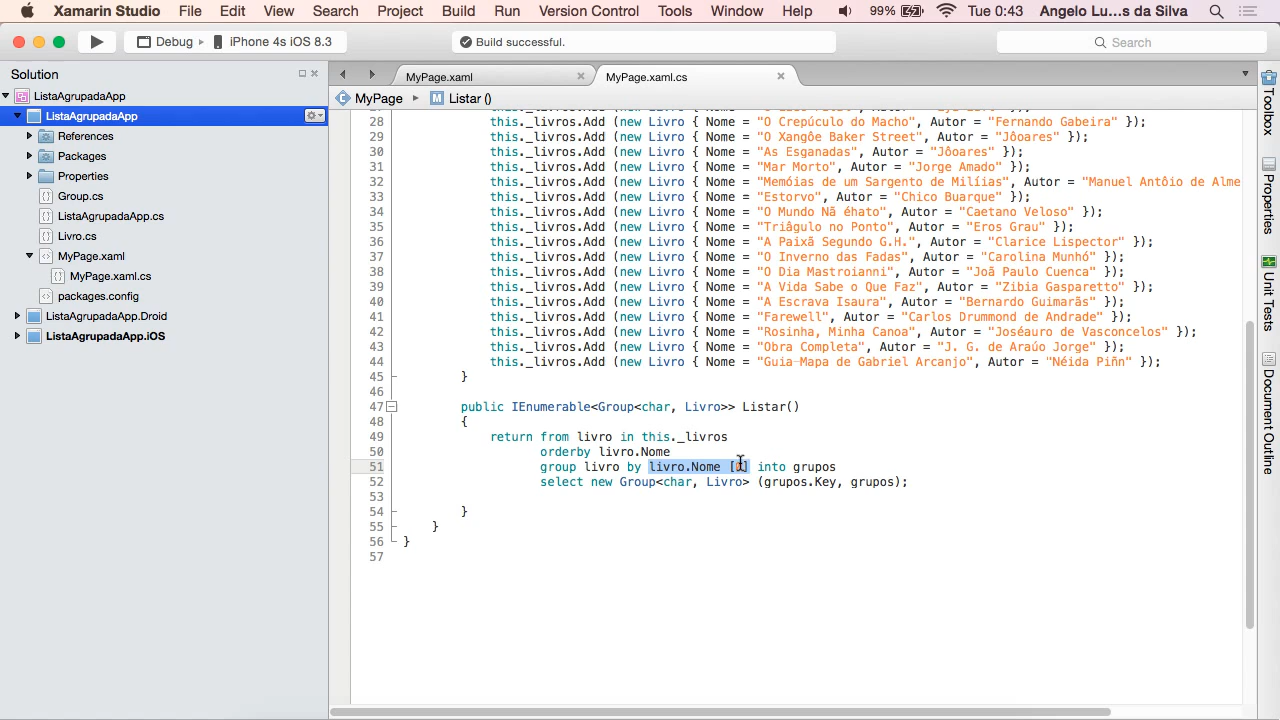 Xamarin Studio File Edit View Search Project Build Run Version Control Tools Window Help 99% Tue 0:43 Angelo Lu...s da Silva
Debug iPhone 4s iOS 8.3 Build successful. Search
Solution
ListaAgrupadaApp
ListaAgrupadaApp
References
Packages
Properties
Group.cs
ListaAgrupadaApp.cs
Livro.cs
MyPage.xaml
MyPage.xaml.cs
packages.config
ListaAgrupadaApp.Droid
ListaAgrupadaApp.iOS
MyPage.xaml MyPage.xaml.cs
MyPage Listar ()
28 this._livros.Add (new Livro { Nome = "O Crepúculo do Macho", Autor = "Fernando Gabeira" });
29 this._livros.Add (new Livro { Nome = "O Xangôe Baker Street", Autor = "Jôoares" });
30 this._livros.Add (new Livro { Nome = "As Esganadas", Autor = "Jôoares" });
31 this._livros.Add (new Livro { Nome = "Mar Morto", Autor = "Jorge Amado" });
32 this._livros.Add (new Livro { Nome = "Memóias de um Sargento de Milíias", Autor = "Manuel Antôio de Alme
33 this._livros.Add (new Livro { Nome = "Estorvo", Autor = "Chico Buarque" });
34 this._livros.Add (new Livro { Nome = "O Mundo Nã éhato", Autor = "Caetano Veloso" });
35 this._livros.Add (new Livro { Nome = "Triâgulo no Ponto", Autor = "Eros Grau" });
36 this._livros.Add (new Livro { Nome = "A Paixã Segundo G.H.", Autor = "Clarice Lispector" });
37 this._livros.Add (new Livro { Nome = "O Inverno das Fadas", Autor = "Carolina Munhó" });
38 this._livros.Add (new Livro { Nome = "O Dia Mastroianni", Autor = "Joã Paulo Cuenca" });
39 this._livros.Add (new Livro { Nome = "A Vida Sabe o Que Faz", Autor = "Zibia Gasparetto" });
40 this._livros.Add (new Livro { Nome = "A Escrava Isaura", Autor = "Bernardo Guimarãs" });
41 this._livros.Add (new Livro { Nome = "Farewell", Autor = "Carlos Drummond de Andrade" });
42 this._livros.Add (new Livro { Nome = "Rosinha, Minha Canoa", Autor = "Joséauro de Vasconcelos" });
43 this._livros.Add (new Livro { Nome = "Obra Completa", Autor = "J. G. de Araúo Jorge" });
44 this._livros.Add (new Livro { Nome = "Guia-Mapa de Gabriel Arcanjo", Autor = "Néida Piñn" });
45 }
46
47 public IEnumerable<Group<char, Livro>> Listar()
48 {
49 return from livro in this._livros
50 orderby livro.Nome
51 group livro by livro.Nome [ ] into grupos
52 select new Group<char, Livro> (grupos.Key, grupos);
53
54 }
55 }
56 }
57
Toolbox
Properties
Unit Tests
Document Outline